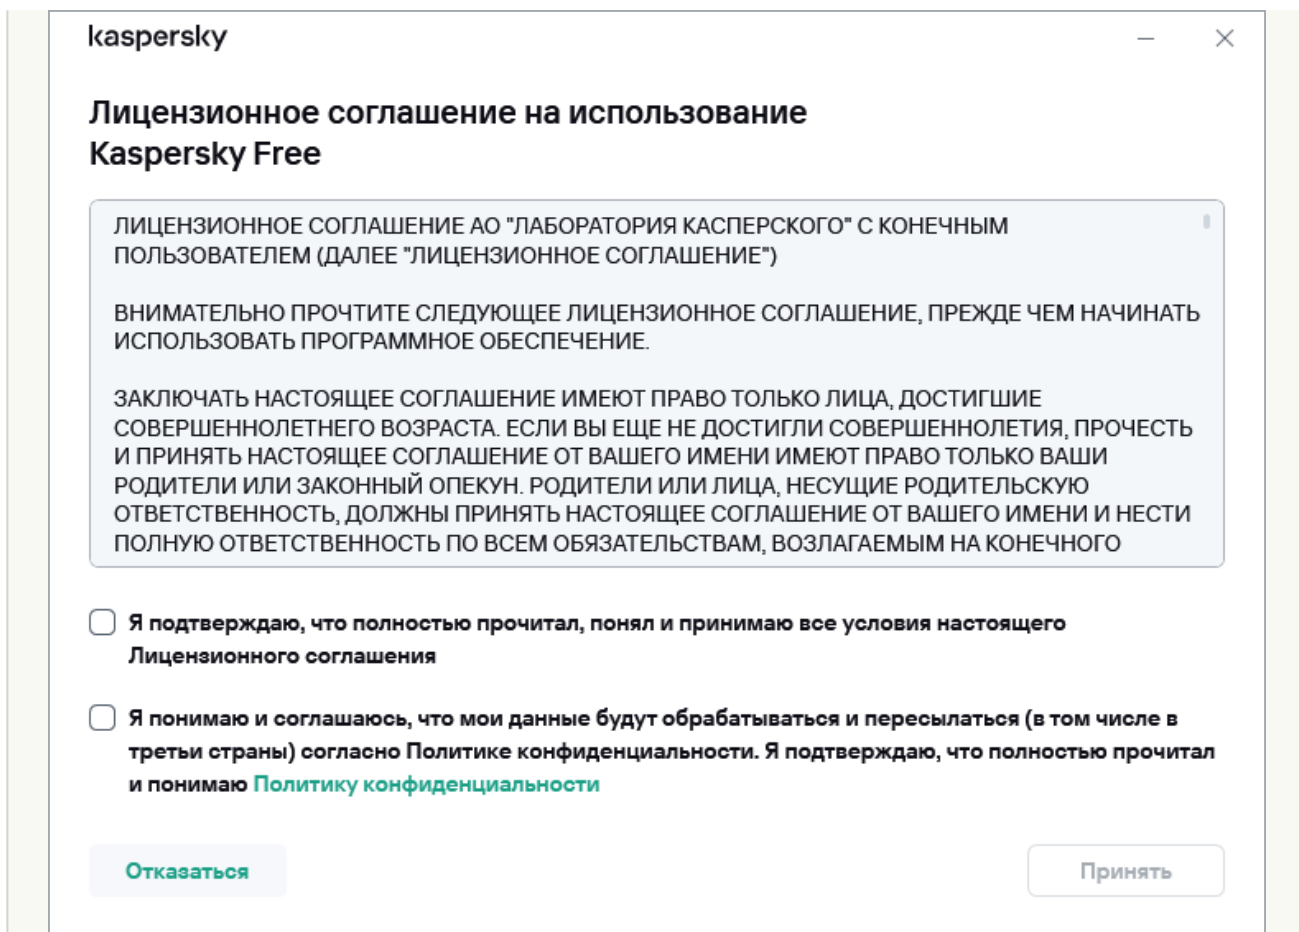 kaspersky
Лицензионное соглашение на использование
Kaspersky Free
ЛИЦЕНЗИОННОЕ СОГЛАШЕНИЕ АО "ЛАБОРАТОРИЯ КАСПЕРСКОГО" С КОНЕЧНЫМ
ПОЛЬЗОВАТЕЛЕМ (ДАЛЕЕ "ЛИЦЕНЗИОННОЕ СОГЛАШЕНИЕ")
ВНИМАТЕЛЬНО ПРОЧТИТЕ СЛЕДУЮЩЕЕ ЛИЦЕНЗИОННОЕ СОГЛАШЕНИЕ, ПРЕЖДЕ ЧЕМ НАЧИНАТЬ
ИСПОЛЬЗОВАТЬ ПРОГРАММНОЕ ОБЕСПЕЧЕНИЕ.
ЗАКЛЮЧАТЬ НАСТОЯЩЕЕ СОГЛАШЕНИЕ ИМЕЮТ ПРАВО ТОЛЬКО ЛИЦА, ДОСТИГШИЕ
СОВЕРШЕННОЛЕТНЕГО ВОЗРАСТА. ЕСЛИ ВЫ ЕЩЕ НЕ ДОСТИГЛИ СОВЕРШЕННОЛЕТИЯ, ПРОЧЕСТЬ
И ПРИНЯТЬ НАСТОЯЩЕЕ СОГЛАШЕНИЕ ОТ ВАШЕГО ИМЕНИ ИМЕЮТ ПРАВО ТОЛЬКО ВАШИ
РОДИТЕЛИ ИЛИ ЗАКОННЫЙ ОПЕКУН. РОДИТЕЛИ ИЛИ ЛИЦА, НЕСУЩИЕ РОДИТЕЛЬСКУЮ
ОТВЕТСТВЕННОСТЬ, ДОЛЖНЫ ПРИНЯТЬ НАСТОЯЩЕЕ СОГЛАШЕНИЕ ОТ ВАШЕГО ИМЕНИ И НЕСТИ
ПОЛНУЮ ОТВЕТСТВЕННОСТЬ ПО ВСЕМ ОБЯЗАТЕЛЬСТВАМ, ВОЗЛАГАЕМЫМ НА КОНЕЧНОГО
Я подтверждаю, что полностью прочитал, понял и принимаю все условия настоящего
Лицензионного соглашения
Я понимаю и соглашаюсь, что мои данные будут обрабатываться и пересылаться (в том числе в
третьи страны) согласно Политике конфиденциальности. Я подтверждаю, что полностью прочитал
и понимаю Политику конфиденциальности
Отказаться
Принять